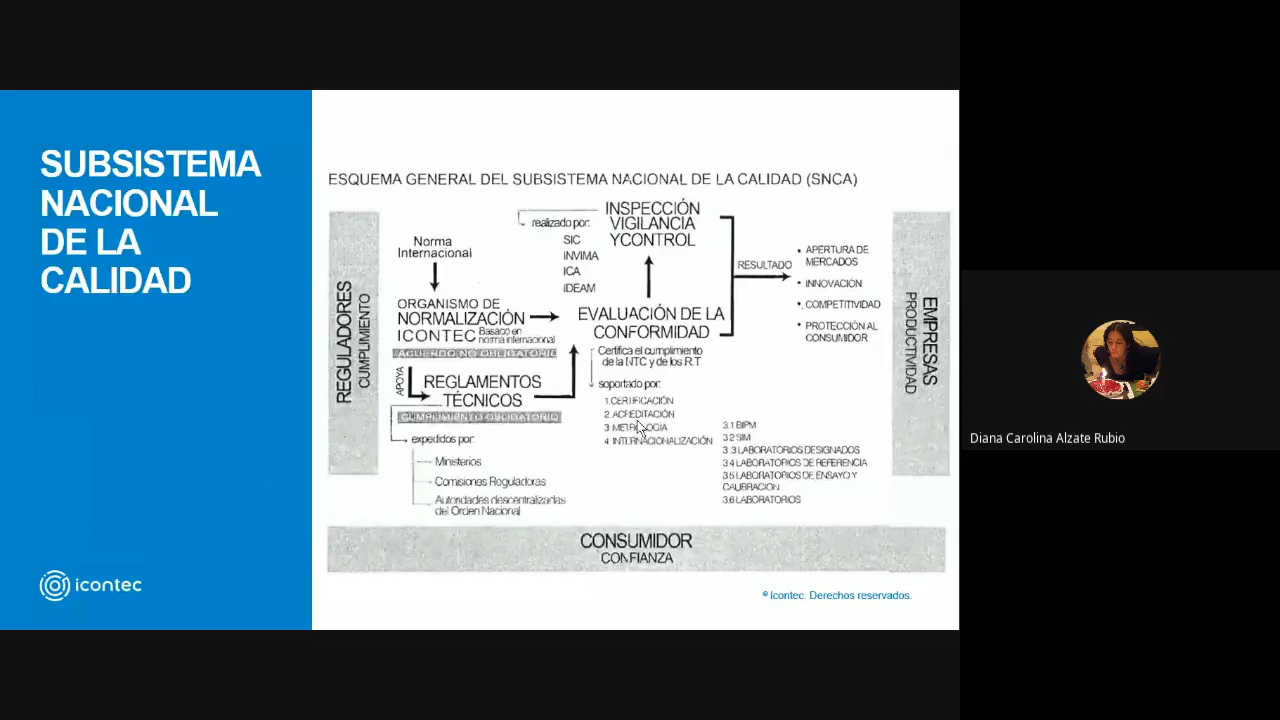 SUBSISTEMA
NACIONAL
DE LA
CALIDAD
icontec
ESQUEMA GENERAL DEL SUBSISTEMA NACIONAL DE LA CALIDAD (SNCA)
REGULADORES
CUMPLIMIENTO
Norma
Internacional
ORGANISMO DE
NORMALIZACIÓN
ICONTEC Basado en
norma internacional
ACUERDO NO OBLIGATORIO
APOYA
REGLAMENTOS
TÉCNICOS
CUMPLIMIENTO OBLIGATORIO
expedidos por:
Ministerios
Comisiones Reguladoras
Autoridades descentralizadas
del Orden Nacional
INSPECCIÓN
VIGILANCIA
YCONTROL
realizado por:
SIC
INVIMA
ICA
IDEAM
EVALUACIÓN DE LA
CONFORMIDAD
Certifica el cumplimiento
de la NTC y de los R.T
soportado por:
1. CERTIFICACIÓN
2. ACREDITACIÓN
3. METROLOGIA
4. INTERNACIONALIZACIÓN
3.1 BIPM
3.2 SIM
3.3 LABORATORIOS DESIGNADOS
3.4 LABORATORIOS DE REFERENCIA
3.5 LABORATORIOS DE ENSAYO Y
CALIBRACION
3.6 LABORATORIOS
RESULTADO
• APERTURA DE
MERCADOS
• INNOVACIÓN
• COMPETITIVIDAD
• PROTECCIÓN AL
CONSUMIDOR
EMPRESAS
PRODUCTIVIDAD
CONSUMIDOR
CONFIANZA
© Icontec. Derechos reservados.
Diana Carolina Alzate Rubio